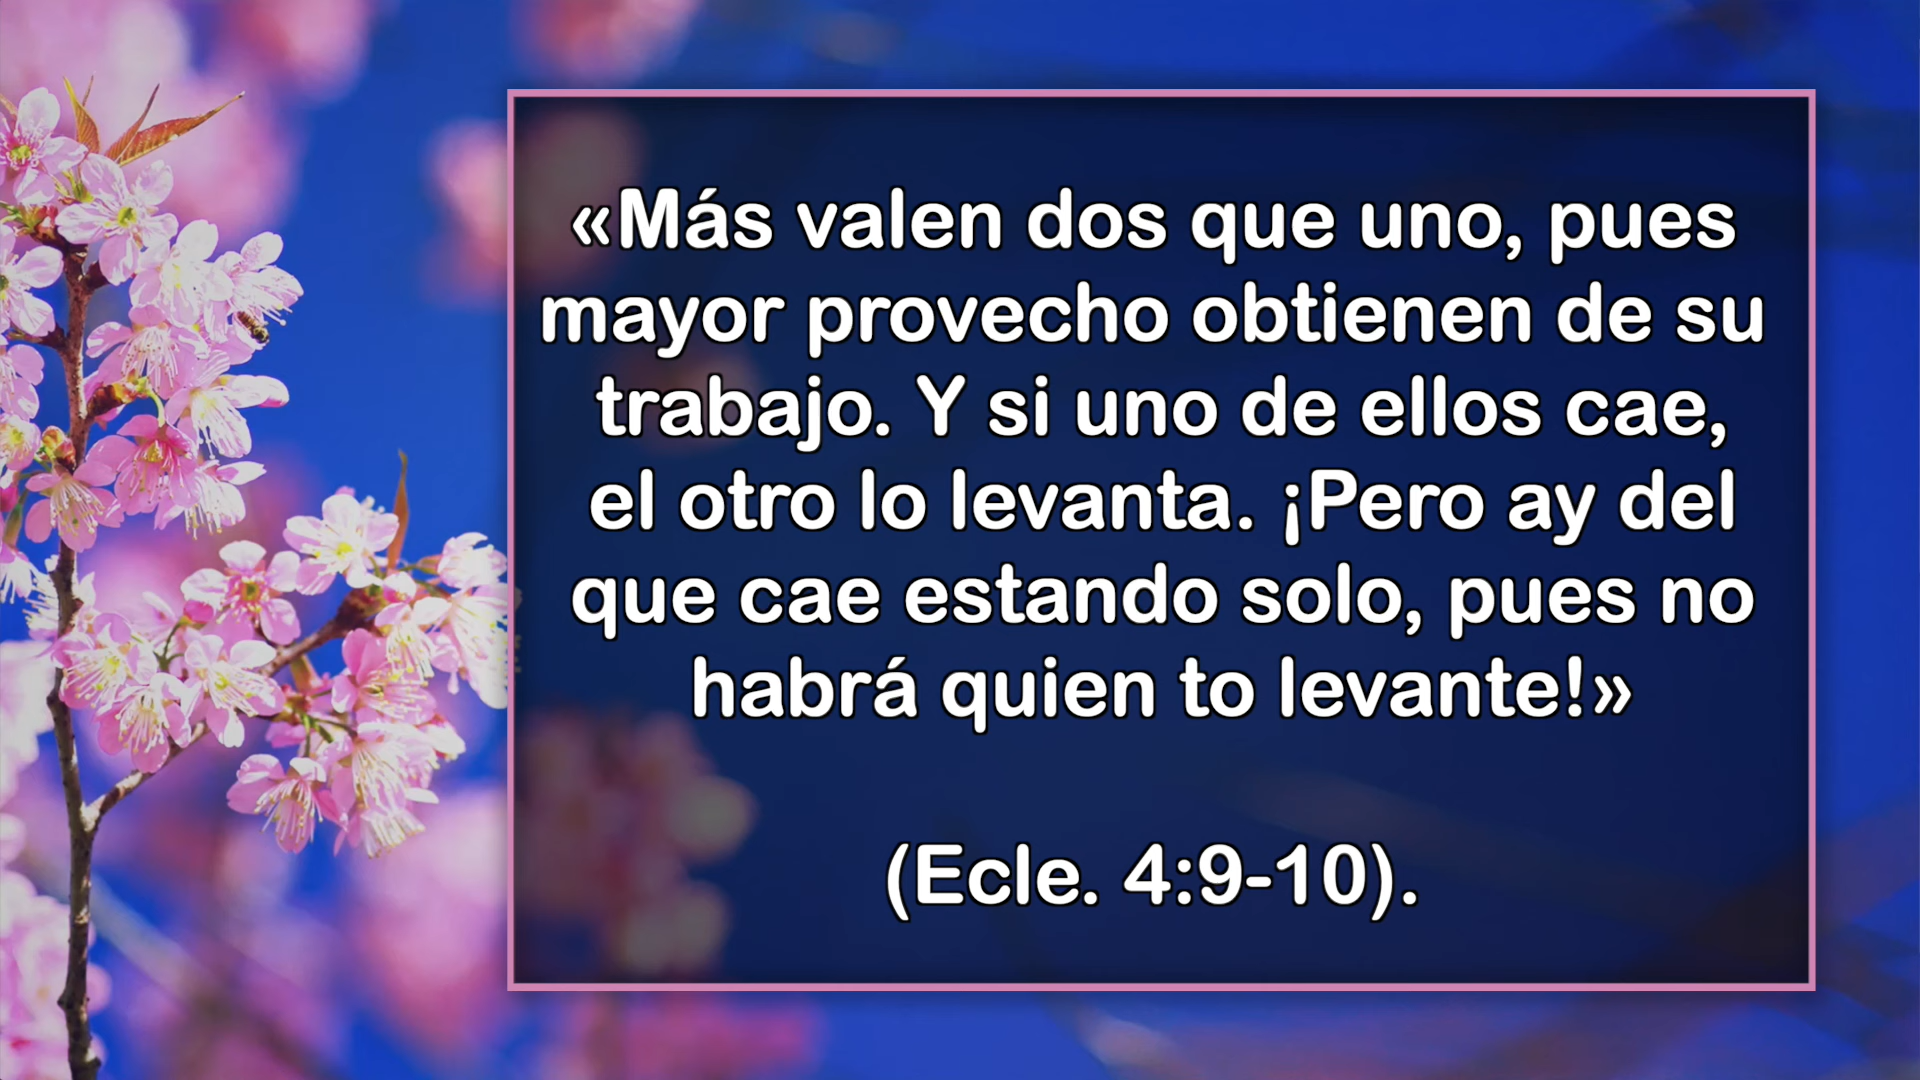 «Más valen dos que uno, pues
mayor provecho obtienen de su
trabajo. Y si uno de ellos cae,
el otro lo levanta. ¡Pero ay del
que cae estando solo, pues no
habrá quien to levante!»
(Ecle. 4:9-10).